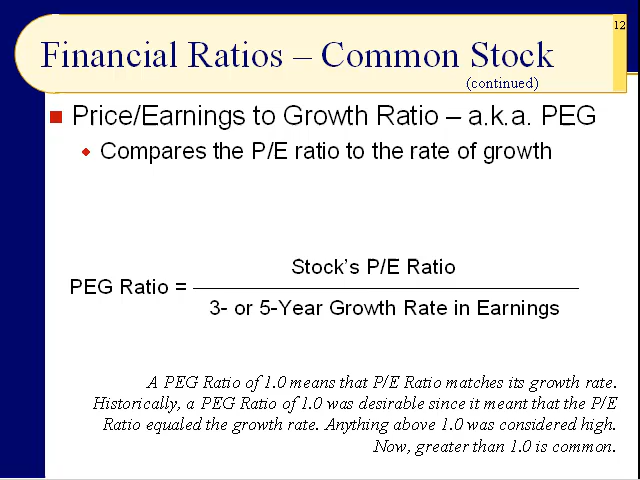 12
Financial Ratios – Common Stock
(continued)
Price/Earnings to Growth Ratio – a.k.a. PEG
Compares the P/E ratio to the rate of growth
Stock's P/E Ratio
PEG Ratio =
3- or 5-Year Growth Rate in Earnings
A PEG Ratio of 1.0 means that P/E Ratio matches its growth rate.
Historically, a PEG Ratio of 1.0 was desirable since it meant that the P/E
Ratio equaled the growth rate. Anything above 1.0 was considered high.
Now, greater than 1.0 is common.